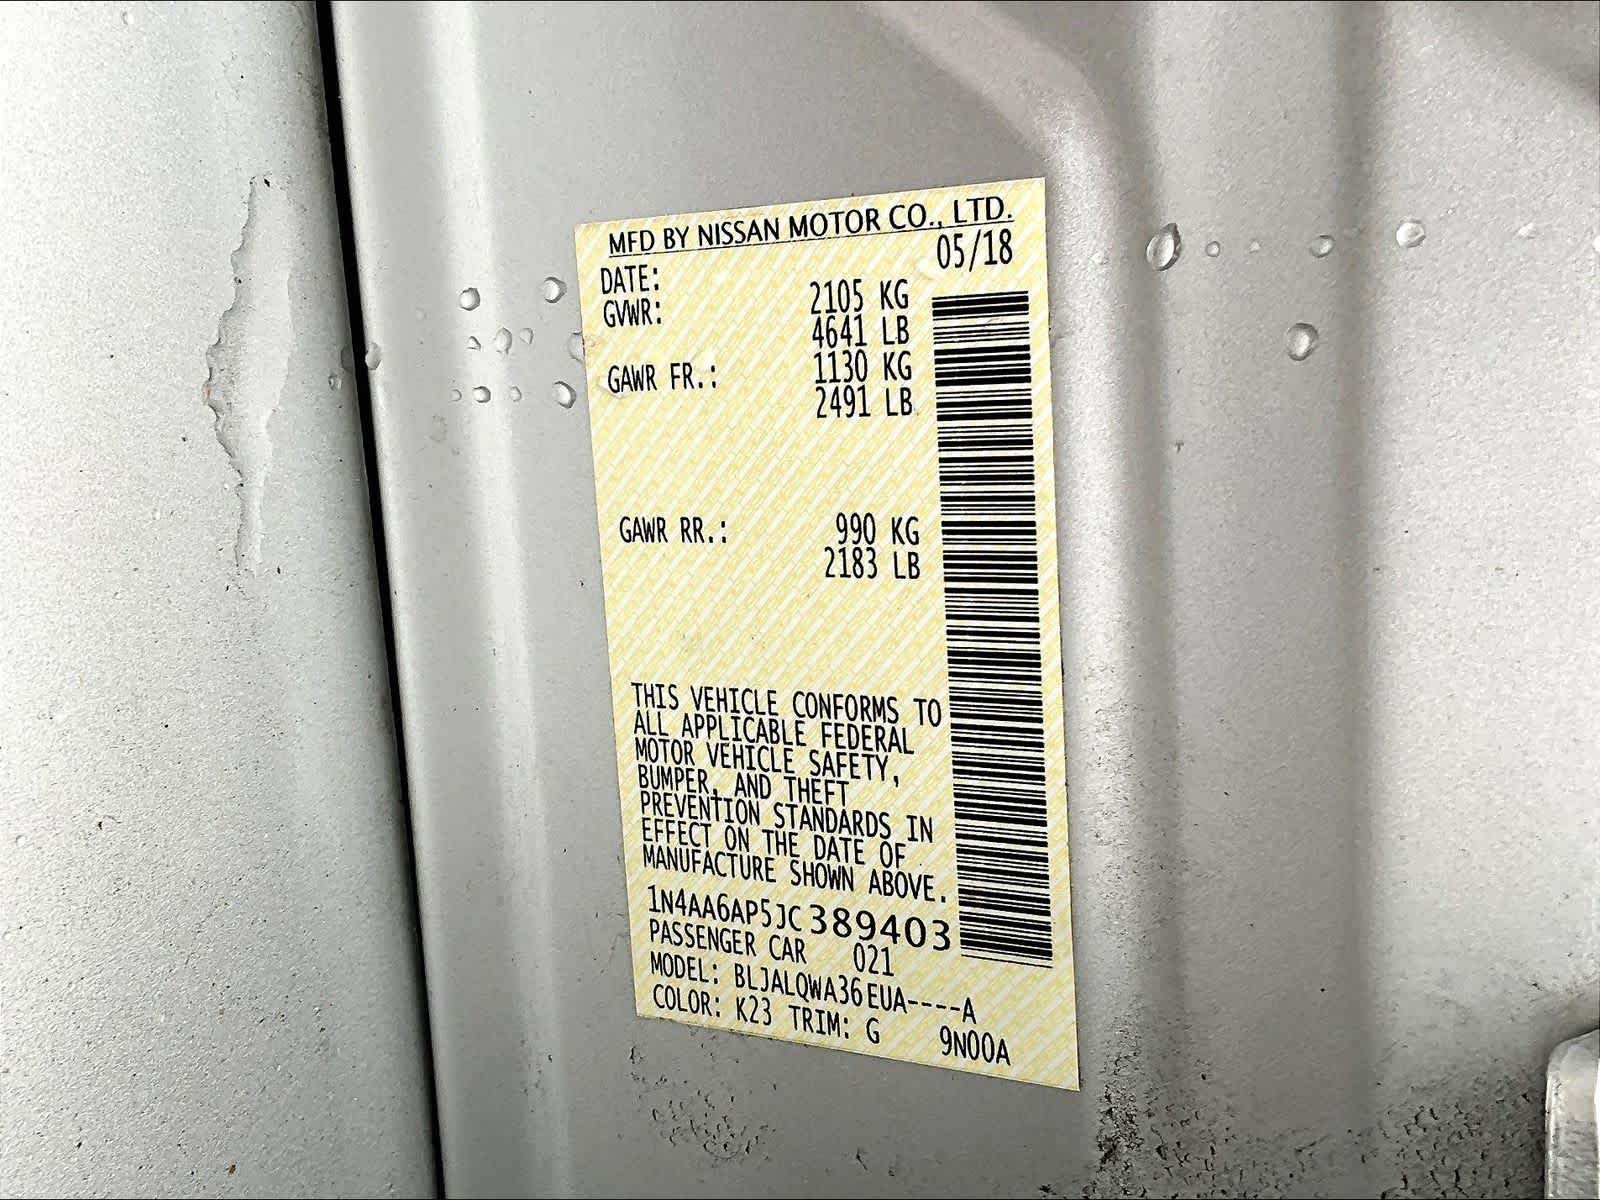 MFD BY NISSAN MOTOR CO., LTD.
DATE: 05/18
GVWR: 2105 KG
4641 LB
GAWR FR.: 1130 KG
2491 LB
GAWR RR.: 990 KG
2183 LB
THIS VEHICLE CONFORMS TO
ALL APPLICABLE FEDERAL
MOTOR VEHICLE SAFETY,
BUMPER, AND THEFT
PREVENTION STANDARDS IN
EFFECT ON THE DATE OF
MANUFACTURE SHOWN ABOVE.
1N4AA6AP5JC389403
PASSENGER CAR 021
MODEL: BLJALQWA36EUA----A
COLOR: K23 TRIM: G 9N00A